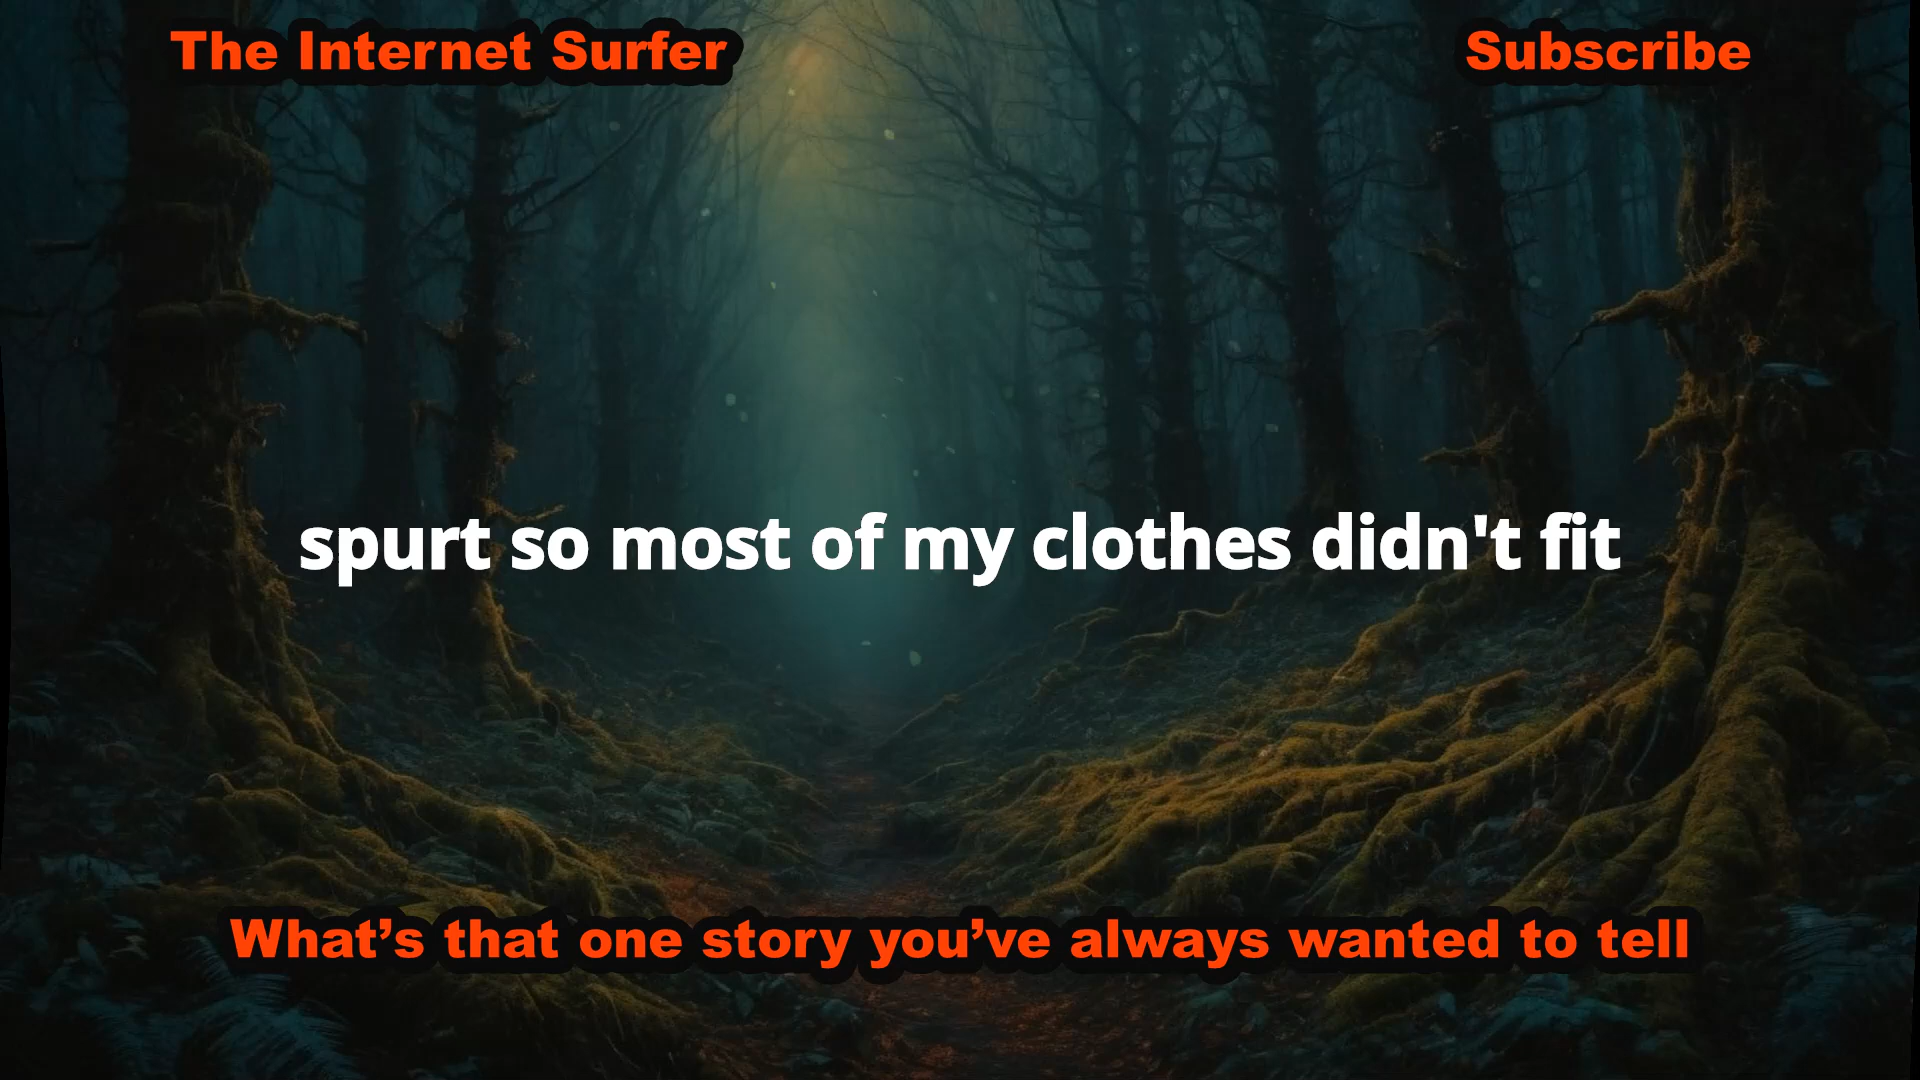 The Internet Surfer
Subscribe
spurt so most of my clothes didn't fit
What’s that one story you’ve always wanted to tell